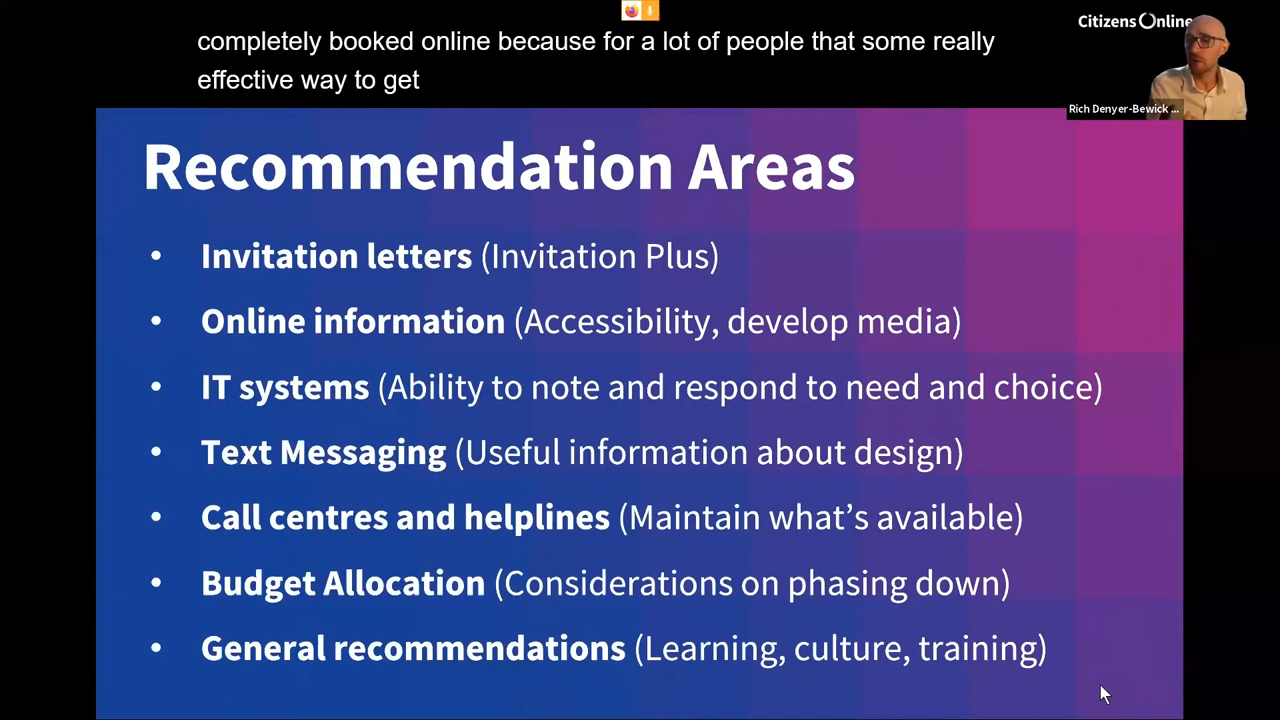 completely booked online because for a lot of people that some really
effective way to get
Citizens Online
Rich Denyer-Bewick ...
Recommendation Areas
• Invitation letters (Invitation Plus)
• Online information (Accessibility, develop media)
• IT systems (Ability to note and respond to need and choice)
• Text Messaging (Useful information about design)
• Call centres and helplines (Maintain what’s available)
• Budget Allocation (Considerations on phasing down)
• General recommendations (Learning, culture, training)